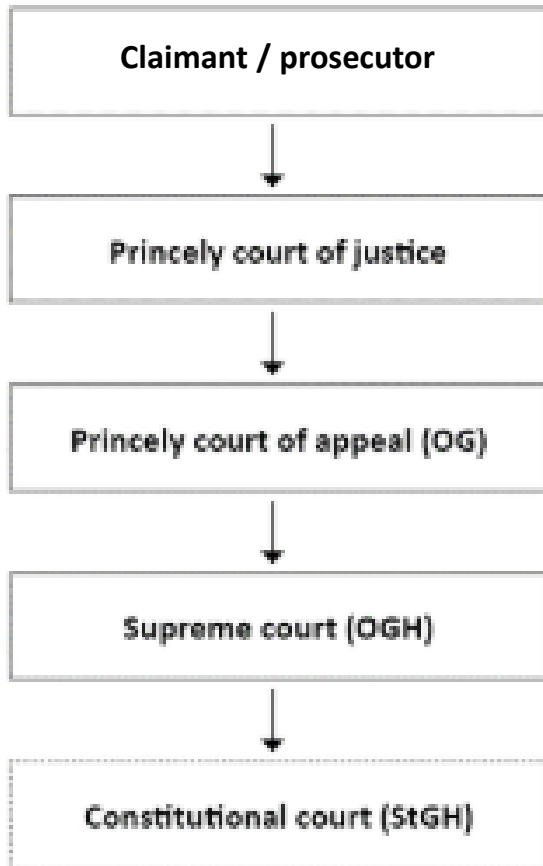 Claimant / prosecutor
Princely court of justice
Princely court of appeal (OG)
Supreme court (OGH)
Constitutional court (StGH)